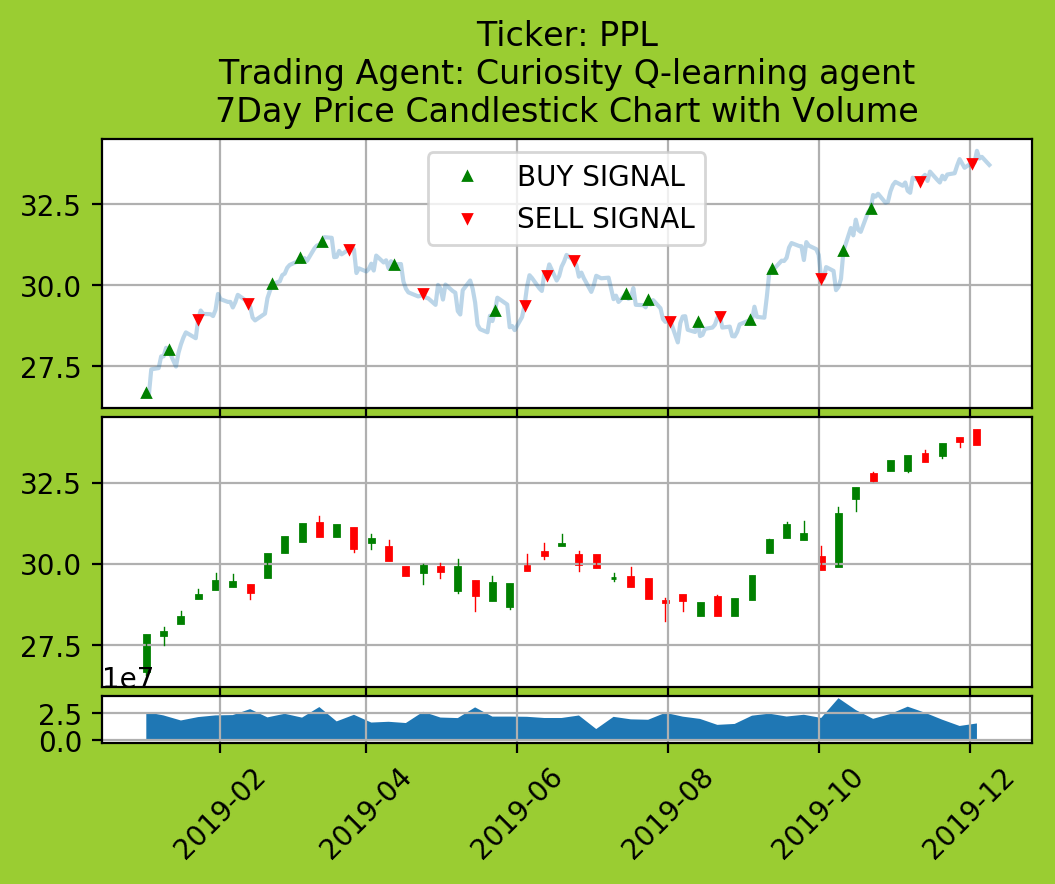 Ticker: PPL
Trading Agent: Curiosity Q-learning agent
7Day Price Candlestick Chart with Volume
BUY SIGNAL
SELL SIGNAL
32.5
30.0
27.5
32.5
30.0
27.5
1e7
2.5
0.0
2019-02
2019-04
2019-06
2019-08
2019-10
2019-12